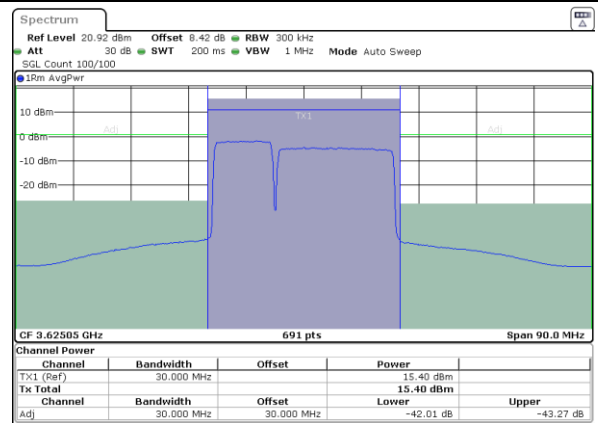 Spectrum
Ref Level 20.92 dBm Offset 8.42 dB RBW 300 kHz
Att 30 dB SWT 200 ms VBW 1 MHz Mode Auto Sweep
SGL Count 100/100
1Rm AvgPwr
10 dBm
TX1
Adj
Adj
0 dBm
-10 dBm
-20 dBm
CF 3.62505 GHz 691 pts Span 90.0 MHz
Channel Power
Channel Bandwidth Offset Power
TX1 (Ref) 30.000 MHz 15.40 dBm
Tx Total 15.40 dBm
Channel Bandwidth Offset Lower Upper
Adj 30.000 MHz 30.000 MHz -42.01 dB -43.27 dB